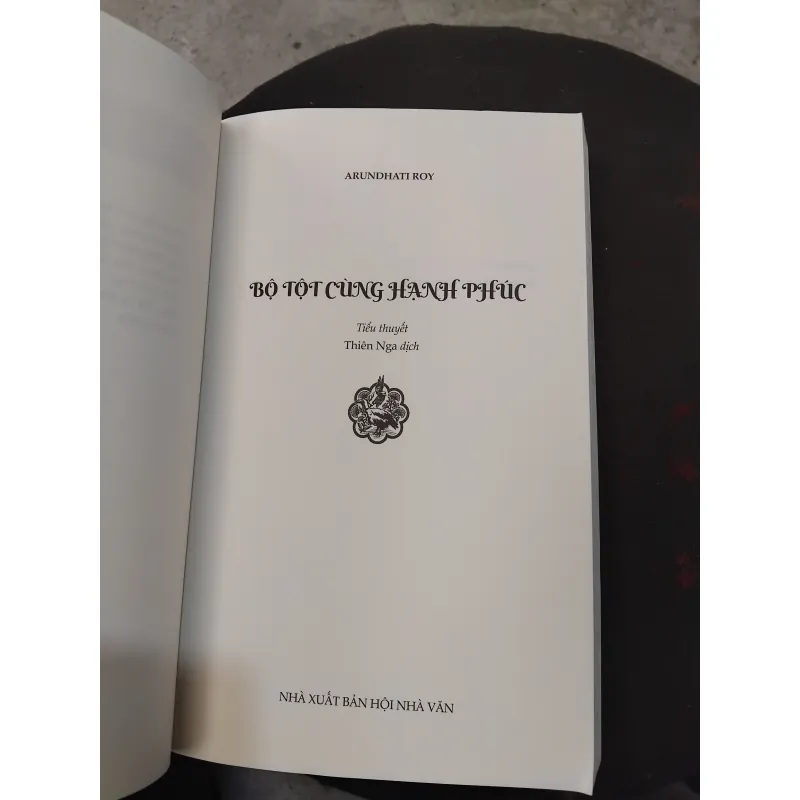 ARUNDHATI ROY
BỘ TỘT CÙNG HẠNH PHÚC
Tiểu thuyết
Thiên Nga dịch
NHÀ XUẤT BẢN HỘI NHÀ VĂN